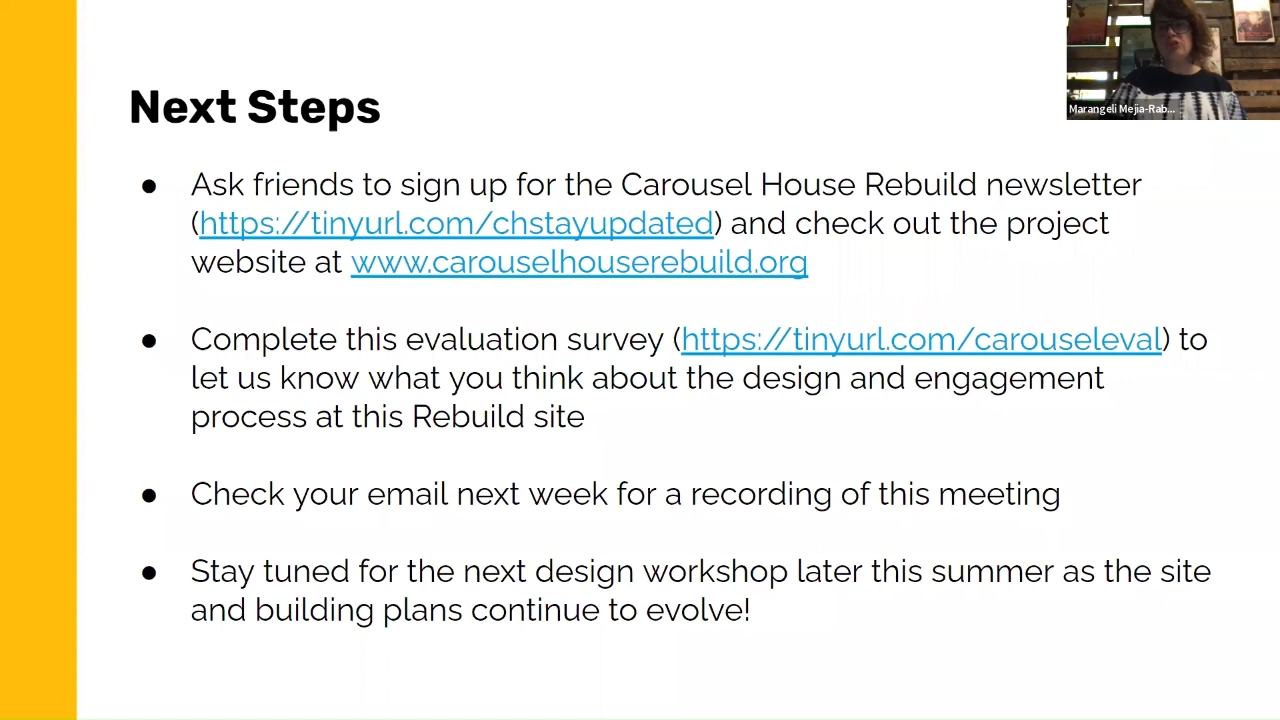 Marangeli Mejia-Rab...
Next Steps
● Ask friends to sign up for the Carousel House Rebuild newsletter
(https://tinyurl.com/chstayupdated) and check out the project
website at www.carouselhouserebuild.org
● Complete this evaluation survey (https://tinyurl.com/carouseleval) to
let us know what you think about the design and engagement
process at this Rebuild site
● Check your email next week for a recording of this meeting
● Stay tuned for the next design workshop later this summer as the site
and building plans continue to evolve!